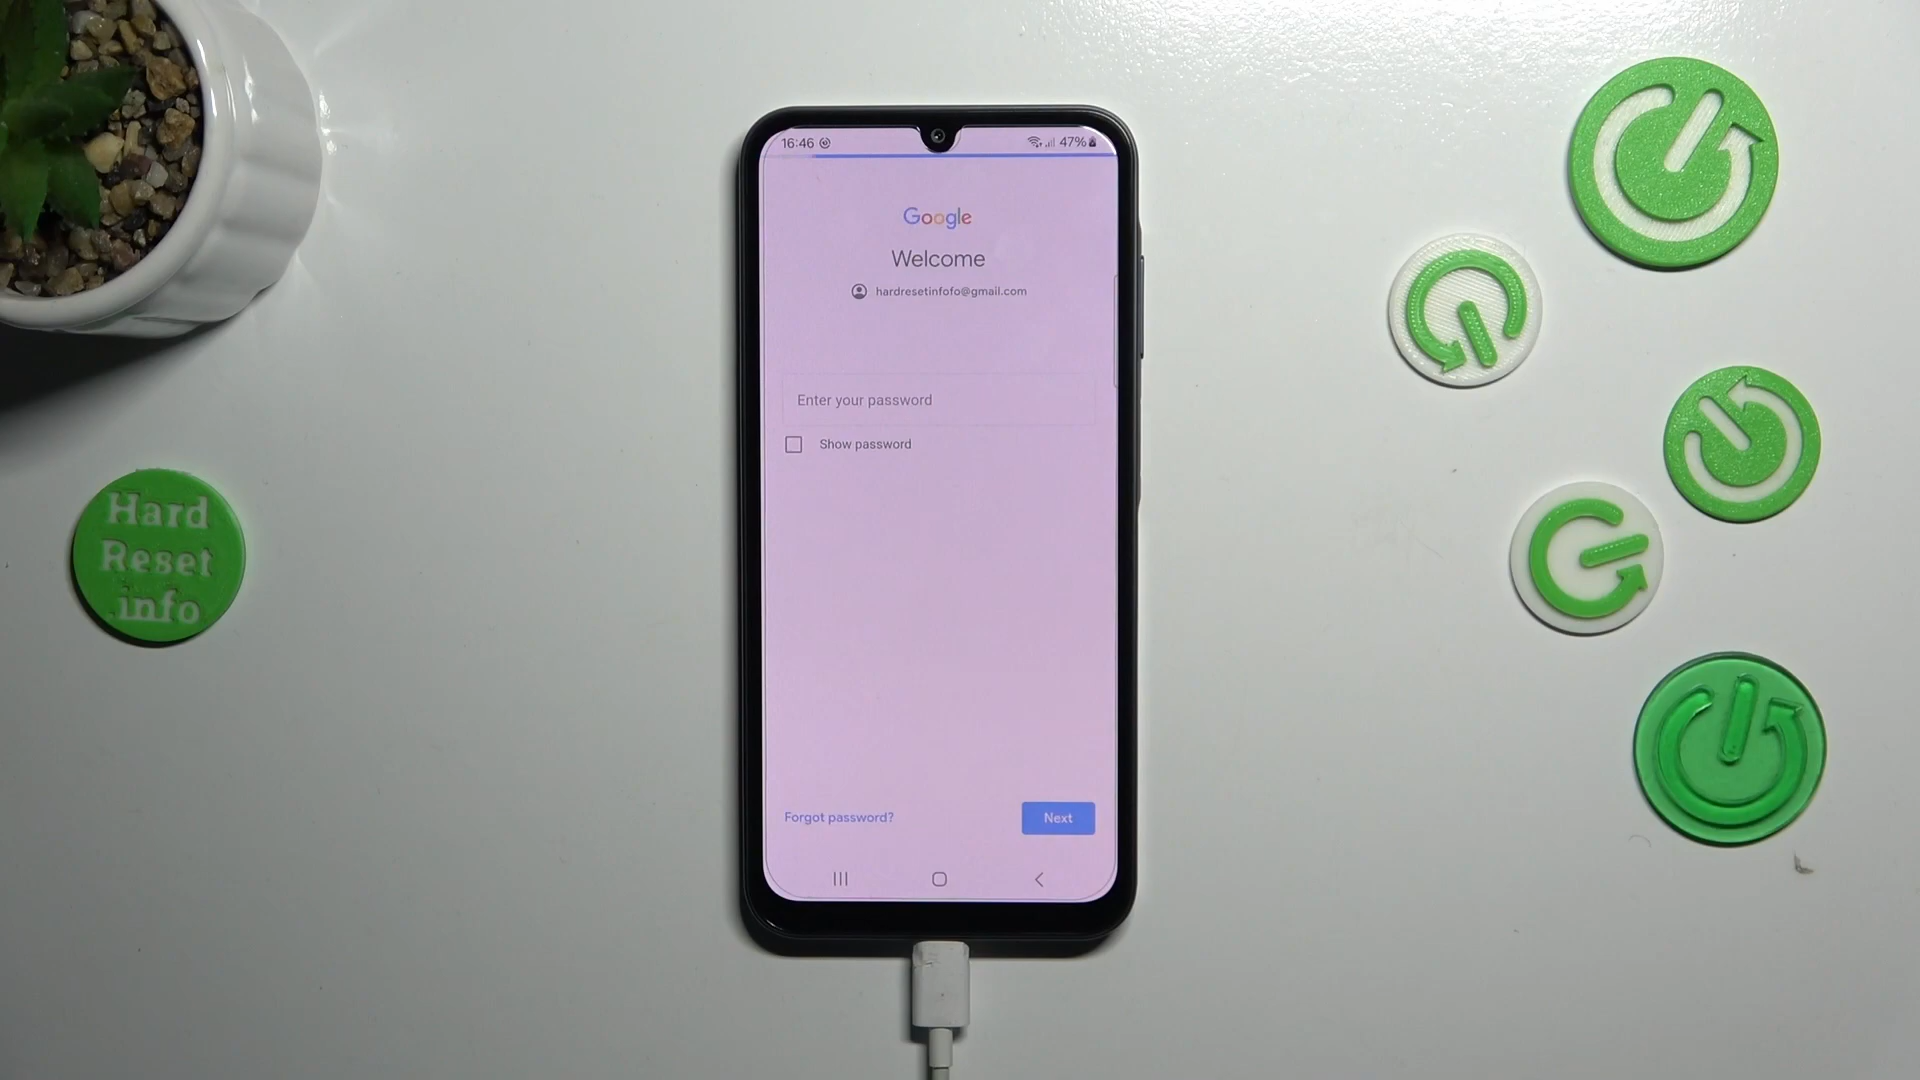 16:46
47%
Google
Welcome
hardresetinfofo@gmail.com
Enter your password
Show password
Forgot password?
Next
Hard
Reset
.info